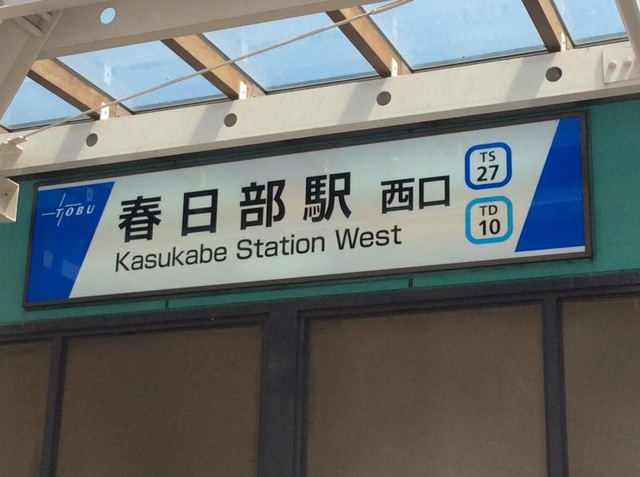 TOBU
春日部駅 西口
Kasukabe Station West
TS
27
TD
10